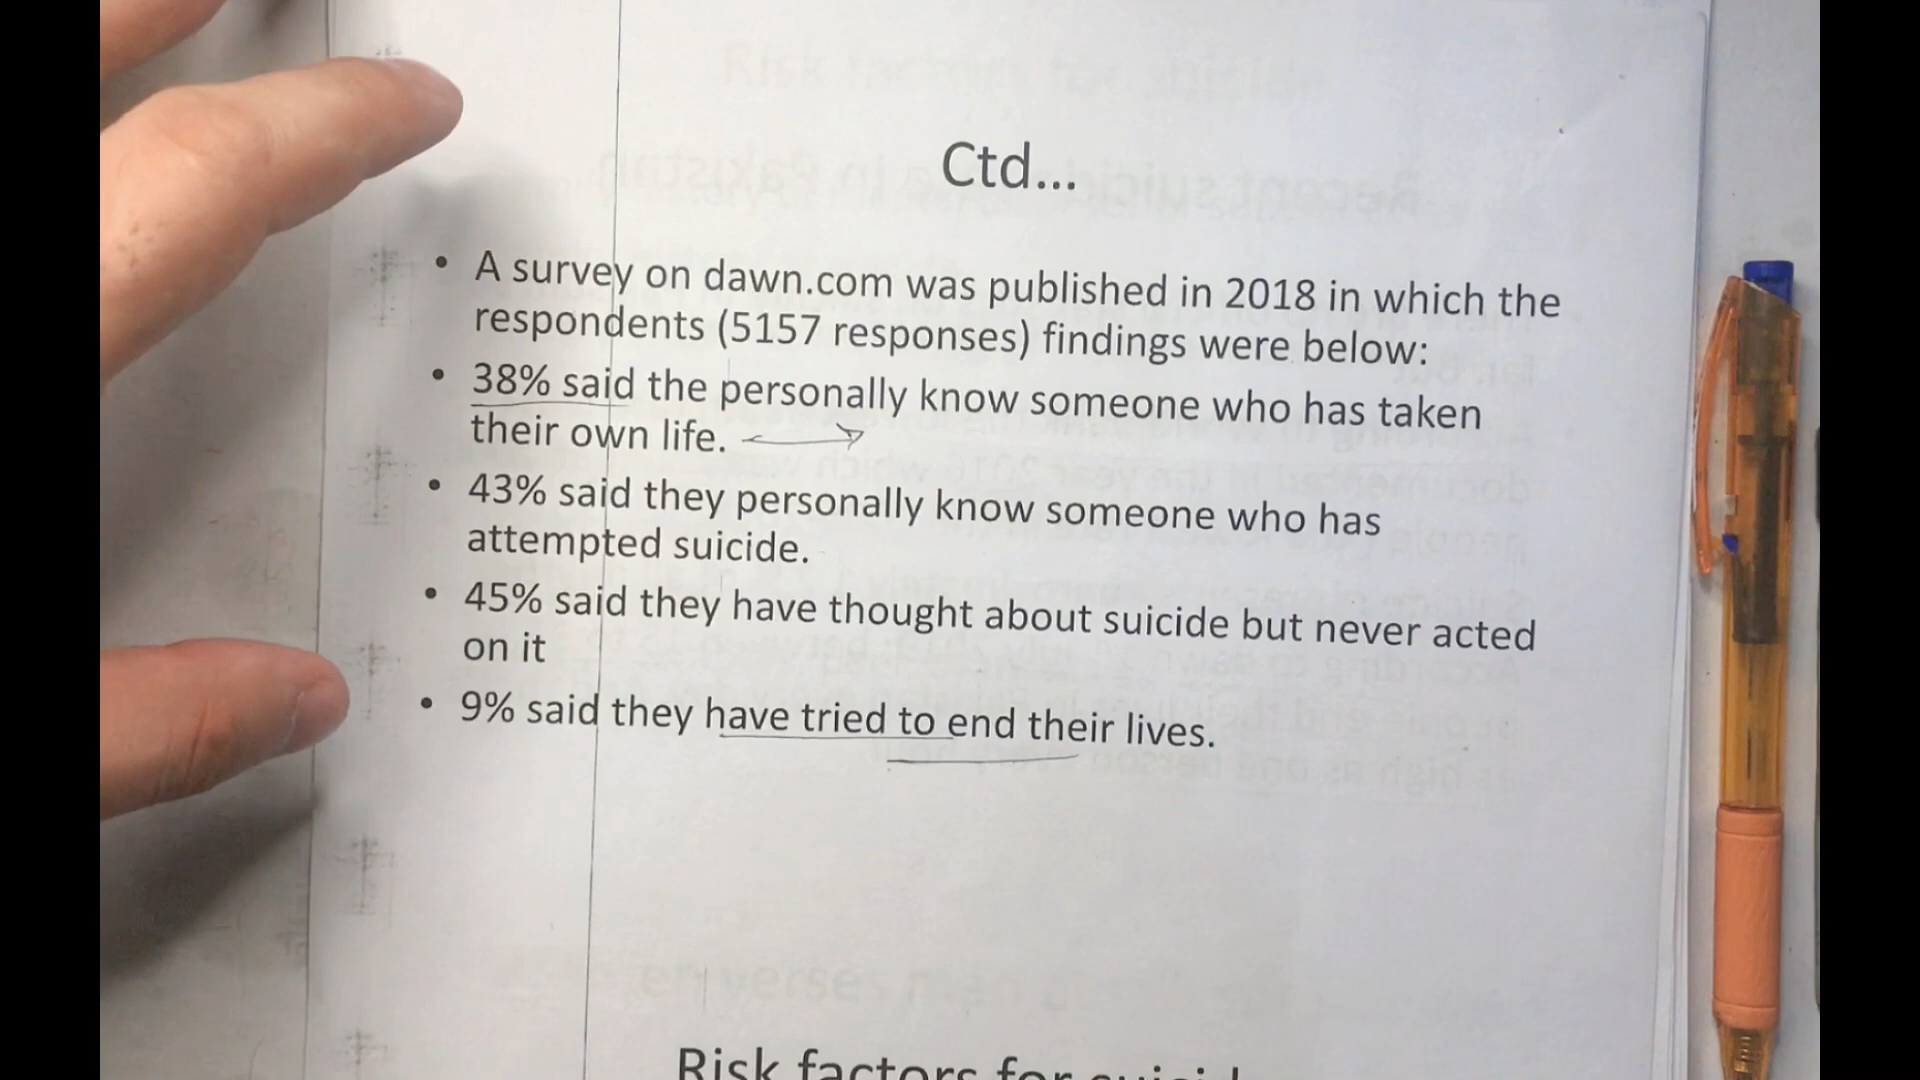 Ctd...
• A survey on dawn.com was published in 2018 in which the
respondents (5157 responses) findings were below:
• 38% said the personally know someone who has taken
their own life.
• 43% said they personally know someone who has
attempted suicide.
• 45% said they have thought about suicide but never acted
on it
• 9% said they have tried to end their lives.
Risk factors for